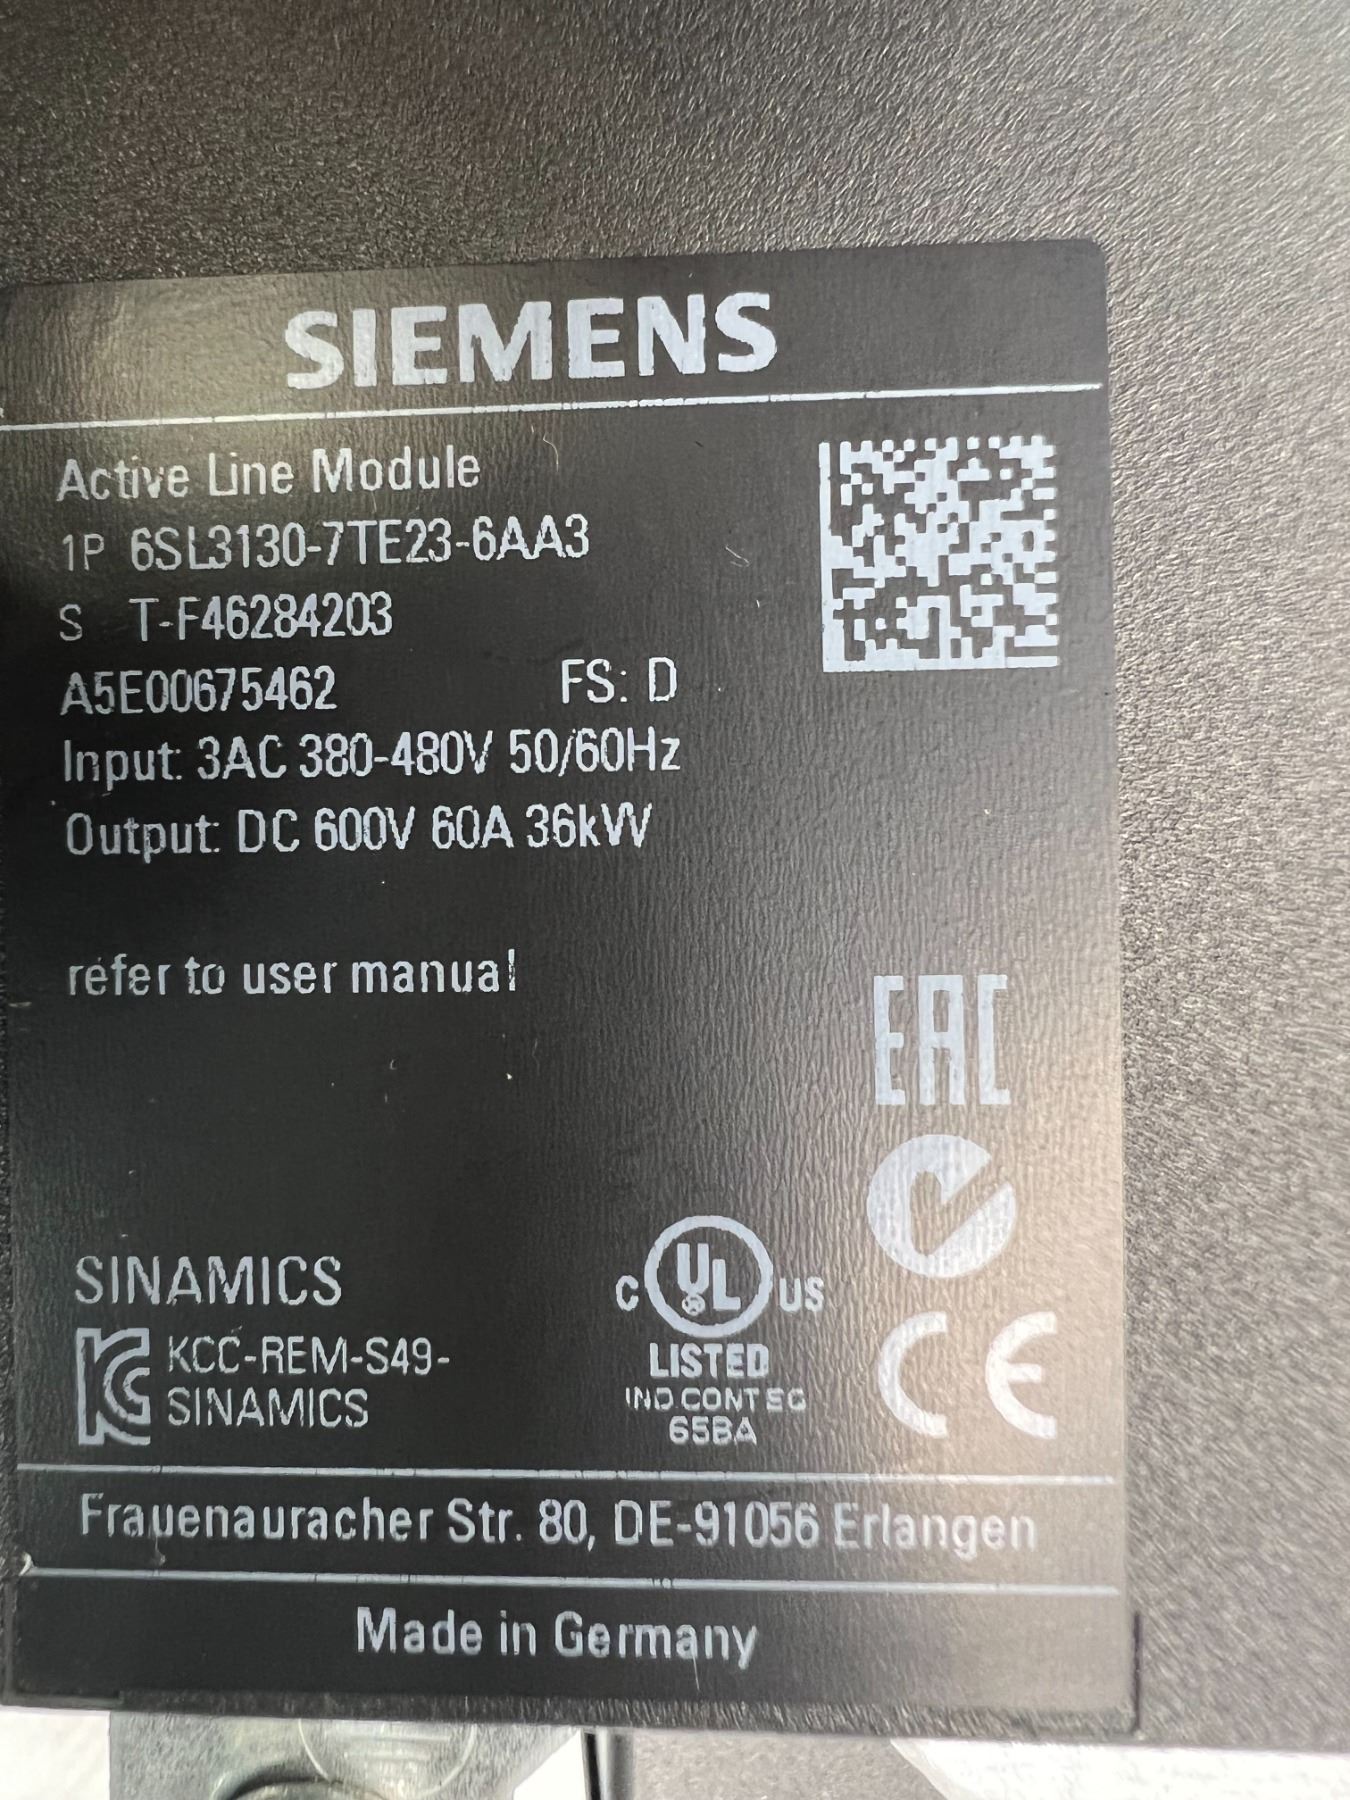 SIEMENS
Active Line Module
1P 6SL3130-7TE23-6AA3
S T-F46284203
A5E00675462 FS: D
Input: 3AC 380-480V 50/60Hz
Output: DC 600V 60A 36kW
refer to user manual
EAC
SINAMICS
C UL US
LISTED
IND.CONT.EQ
65BA
KCC-REM-S49-
SINAMICS
CE
Frauenauracher Str. 80, DE-91056 Erlangen
Made in Germany